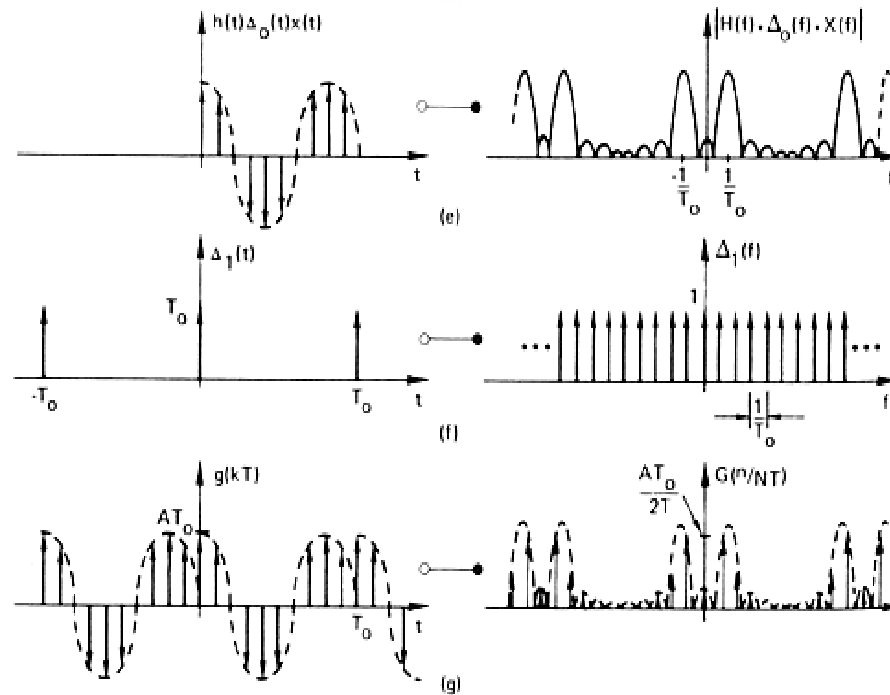 h(t)Δ₀(t)x(t)
|H(f)·Δ₀(f)·X(f)|
t
-1/T₀
1/T₀
(e)
Δ₁(t)
Δ₁(f)
T₀
1
-T₀
T₀
t
1/T₀
f
(f)
g(kT)
G(n/NT)
AT₀
AT₀/2T
T₀
t
(g)